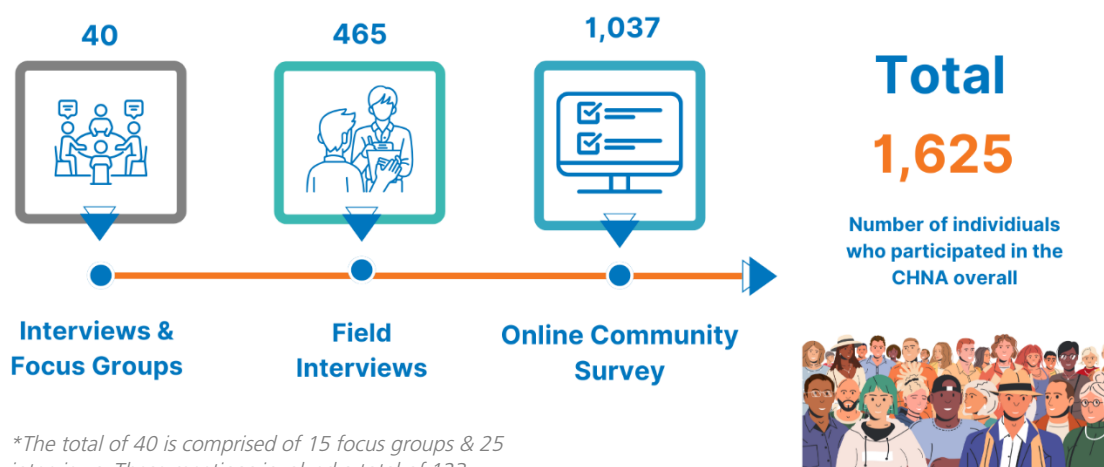 40
465
1,037
Total
1,625
Number of individiuals
who participated in the
CHNA overall
Interviews &
Focus Groups
Field
Interviews
Online Community
Survey
*The total of 40 is comprised of 15 focus groups & 25